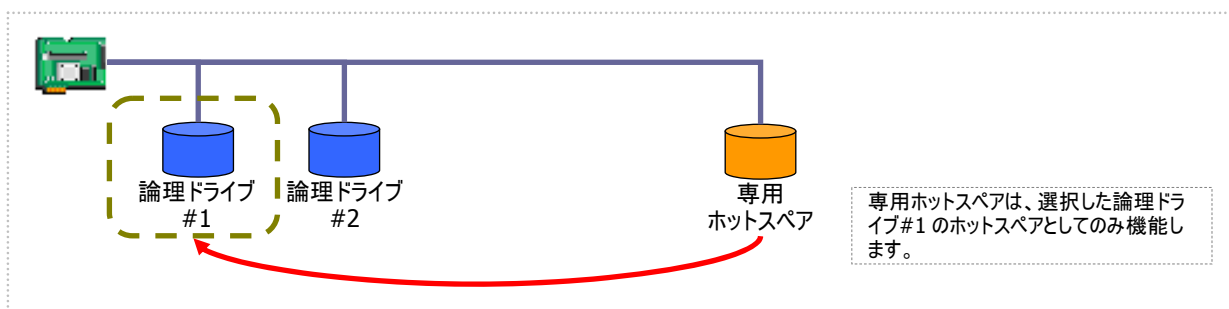 論理ドライブ
#1
論理ドライブ
#2
専用
ホットスペア
専用ホットスペアは、選択した論理ドラ
イブ#1 のホットスペアとしてのみ機能し
ます。